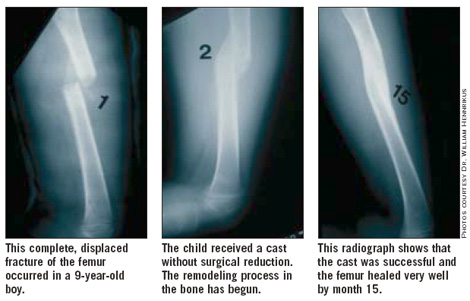 1
2
15
PHOTOS COURTESY DR. WILLIAM HENNRIKUS
This complete, displaced
fracture of the femur
occurred in a 9-year-old
boy.
The child received a cast
without surgical reduction.
The remodeling process in
the bone has begun.
This radiograph shows that
the cast was successful and
the femur healed very well
by month 15.